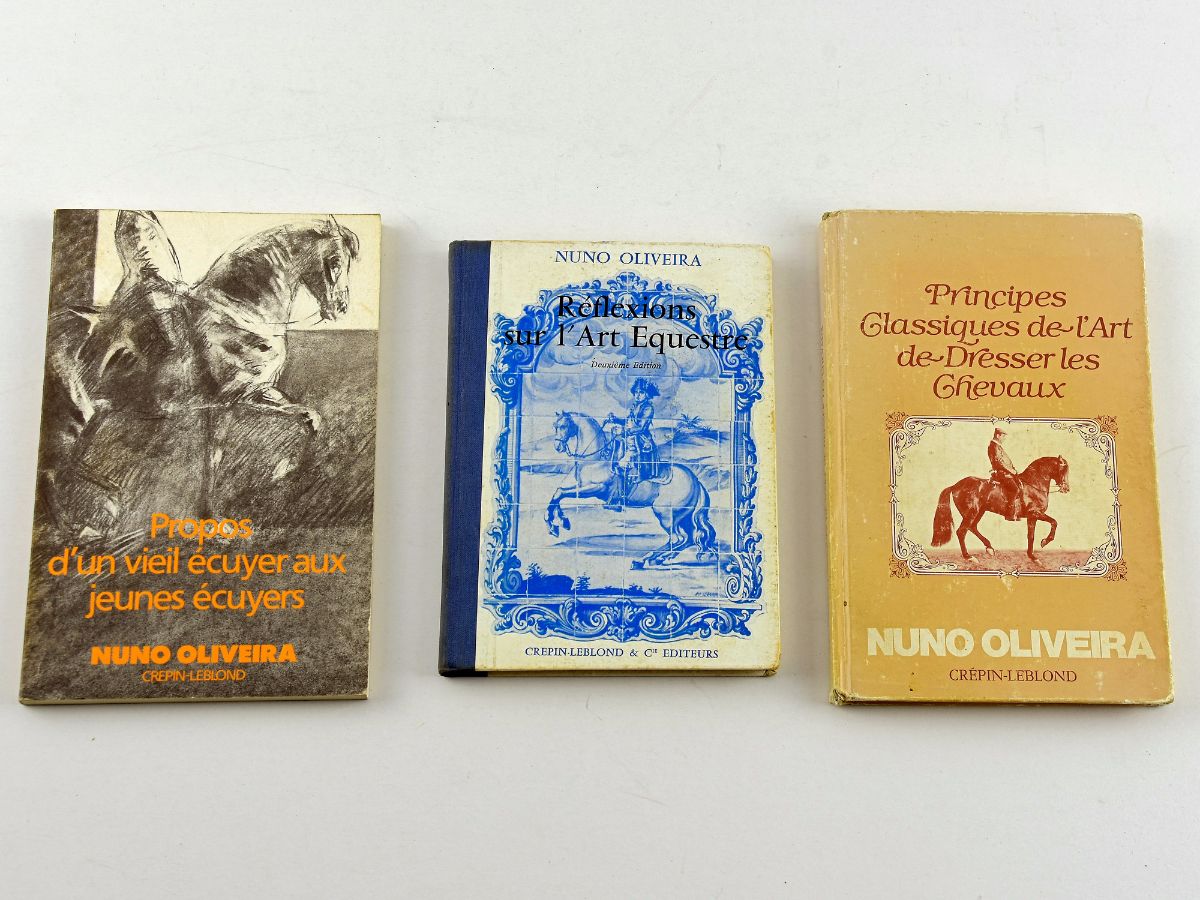 Propos
d'un vieil écuyer aux
jeunes écuyers
NUNO OLIVEIRA
CREPIN-LEBLOND
NUNO OLIVEIRA
Réflexions
sur l'Art Equestre
Deuxième Edition
CREPIN-LEBLOND & Cie EDITEURS
Principes
Classiques de l'Art
de Dresser les
Chevaux
NUNO OLIVEIRA
CRÉPIN-LEBLOND